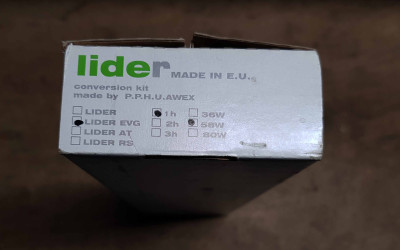 lider MADE IN E.U.
conversion kit
made by P.P.H.U.AWEX
LIDER 1h 36W
LIDER EVG 2h 58W
LIDER AT 3h 80W
LIDER RS